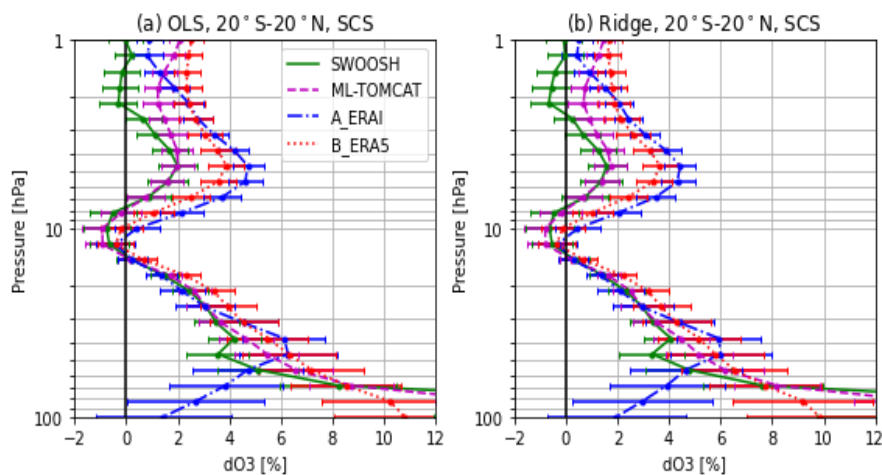 (a) OLS, 20°S-20°N, SCS
(b) Ridge, 20°S-20°N, SCS
1
10
100
Pressure [hPa]
SWOOSH
ML-TOMCAT
A_ERAI
B_ERA5
−2 0 2 4 6 8 10 12
dO3 [%]
1
10
100
Pressure [hPa]
−2 0 2 4 6 8 10 12
dO3 [%]